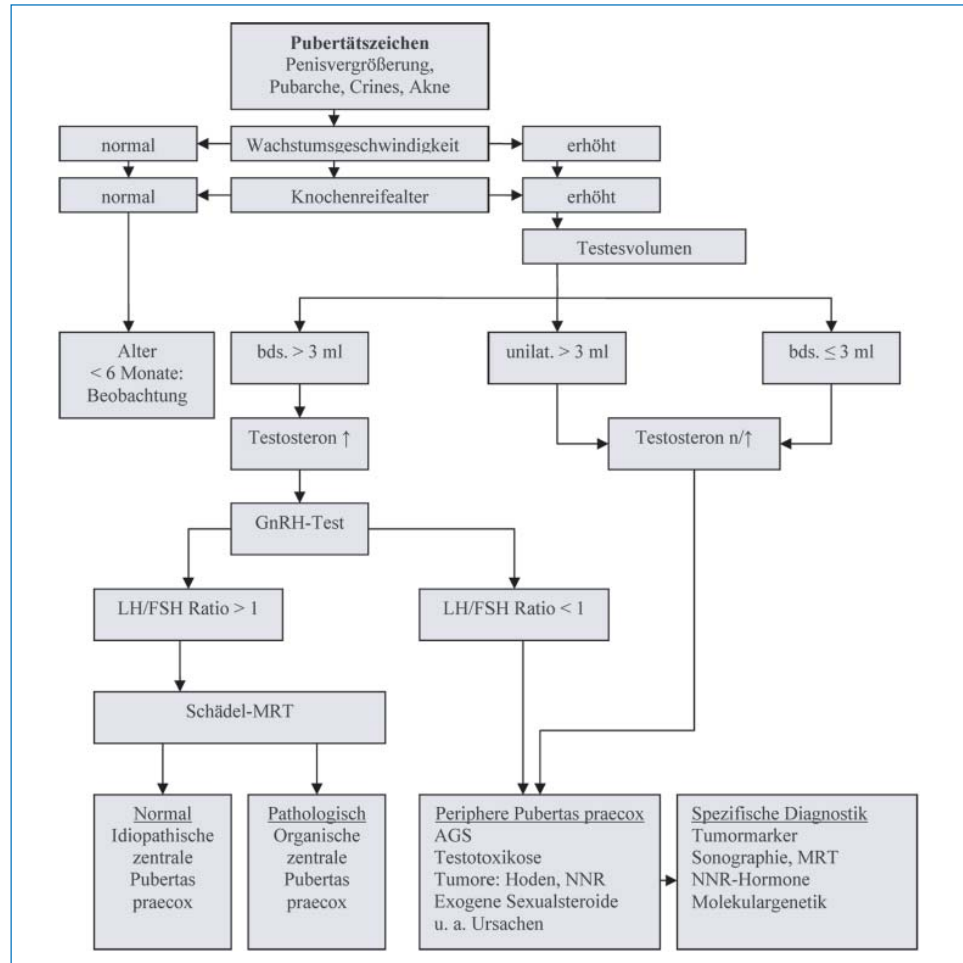 Pubertätszeichen
Penisvergrößerung,
Pubarche, Crines, Akne
normal
Wachstumsgeschwindigkeit
erhöht
normal
Knochenreifealter
erhöht
Testesvolumen
Alter
< 6 Monate:
Beobachtung
bds. > 3 ml
unilat. > 3 ml
bds. ≤ 3 ml
Testosteron ↑
Testosteron n/↑
GnRH-Test
LH/FSH Ratio > 1
LH/FSH Ratio < 1
Schädel-MRT
Normal
Idiopathische
zentrale
Pubertas
praecox
Pathologisch
Organische
zentrale
Pubertas
praecox
Periphere Pubertas praecox
AGS
Testotoxikose
Tumore: Hoden, NNR
Exogene Sexualsteroide
u. a. Ursachen
Spezifische Diagnostik
Tumormarker
Sonographie, MRT
NNR-Hormone
Molekulargenetik